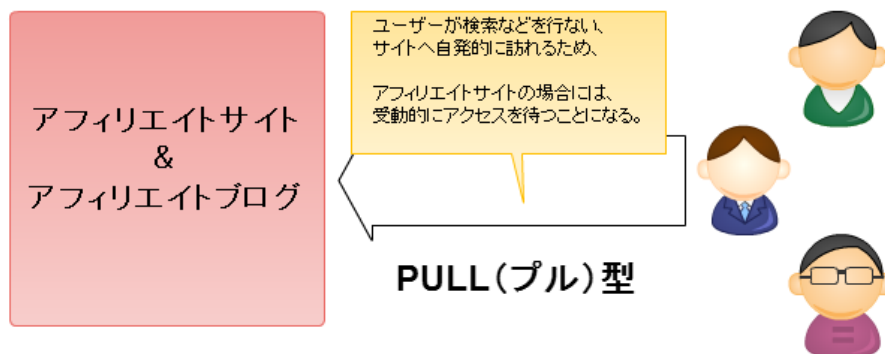 アフィリエイトサイト
&
アフィリエイトブログ
ユーザーが検索などを行ない、
サイトへ自発的に訪れるため、
アフィリエイトサイトの場合には、
受動的にアクセスを待つことになる。
PULL(プル)型